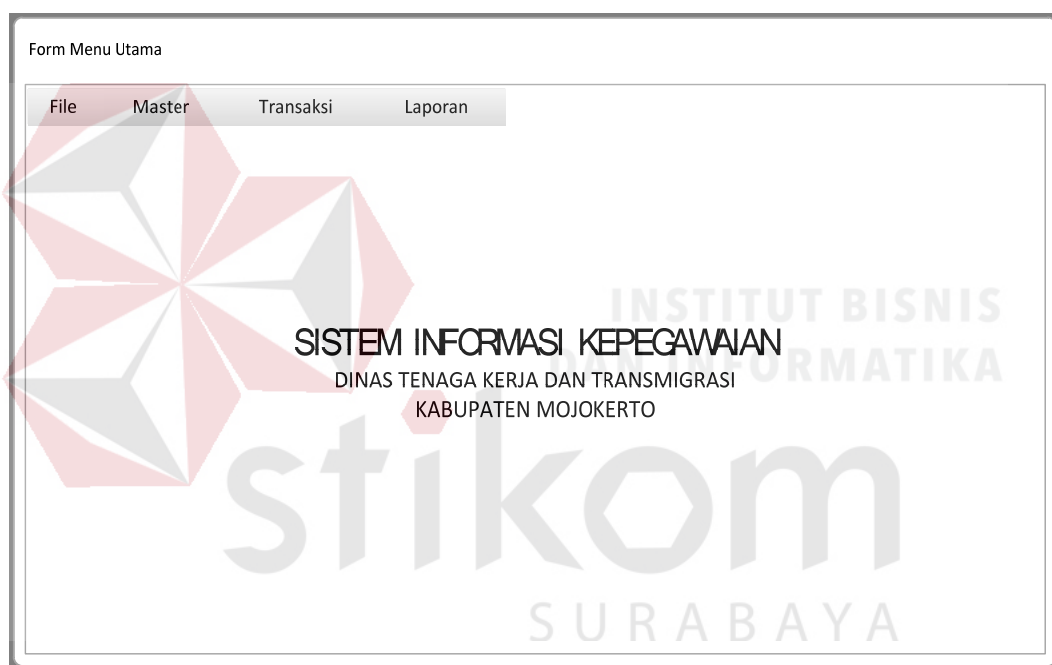 Form Menu Utama
File Master Transaksi Laporan
INSTITUT BISNIS
DAN INFORMATIKA
SISTEM INFORMASI KEPEGAWAIAN
DINAS TENAGA KERJA DAN TRANSMIGRASI
KABUPATEN MOJOKERTO
stikom
SURABAYA